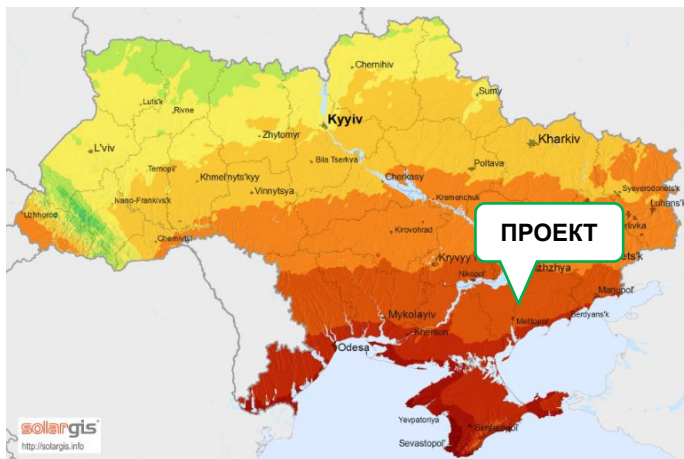 Chernihiv
Luts'k
Rivne
Sumy
Kyyiv
Zhytomyr
Kharkiv
L'viv
Bila Tserkva
Poltava
Ternopil'
Khmel'nyts'kyy
Cherkasy
Vinnytsya
Kremenchuk
Syeverodonets'k
Ivano-Frankivs'k
Luhans'k
Uzhhorod
Chernivtsi
ПРОЕКТ
Kirovohrad
Kryvyy
Nikopol'
Mykolayiv
Mariupol'
Melitopol'
Berdyans'k
Kherson
Odesa
Yevpatoriya
Simferopol'
Sevastopol'
solargis
http://solargis.info